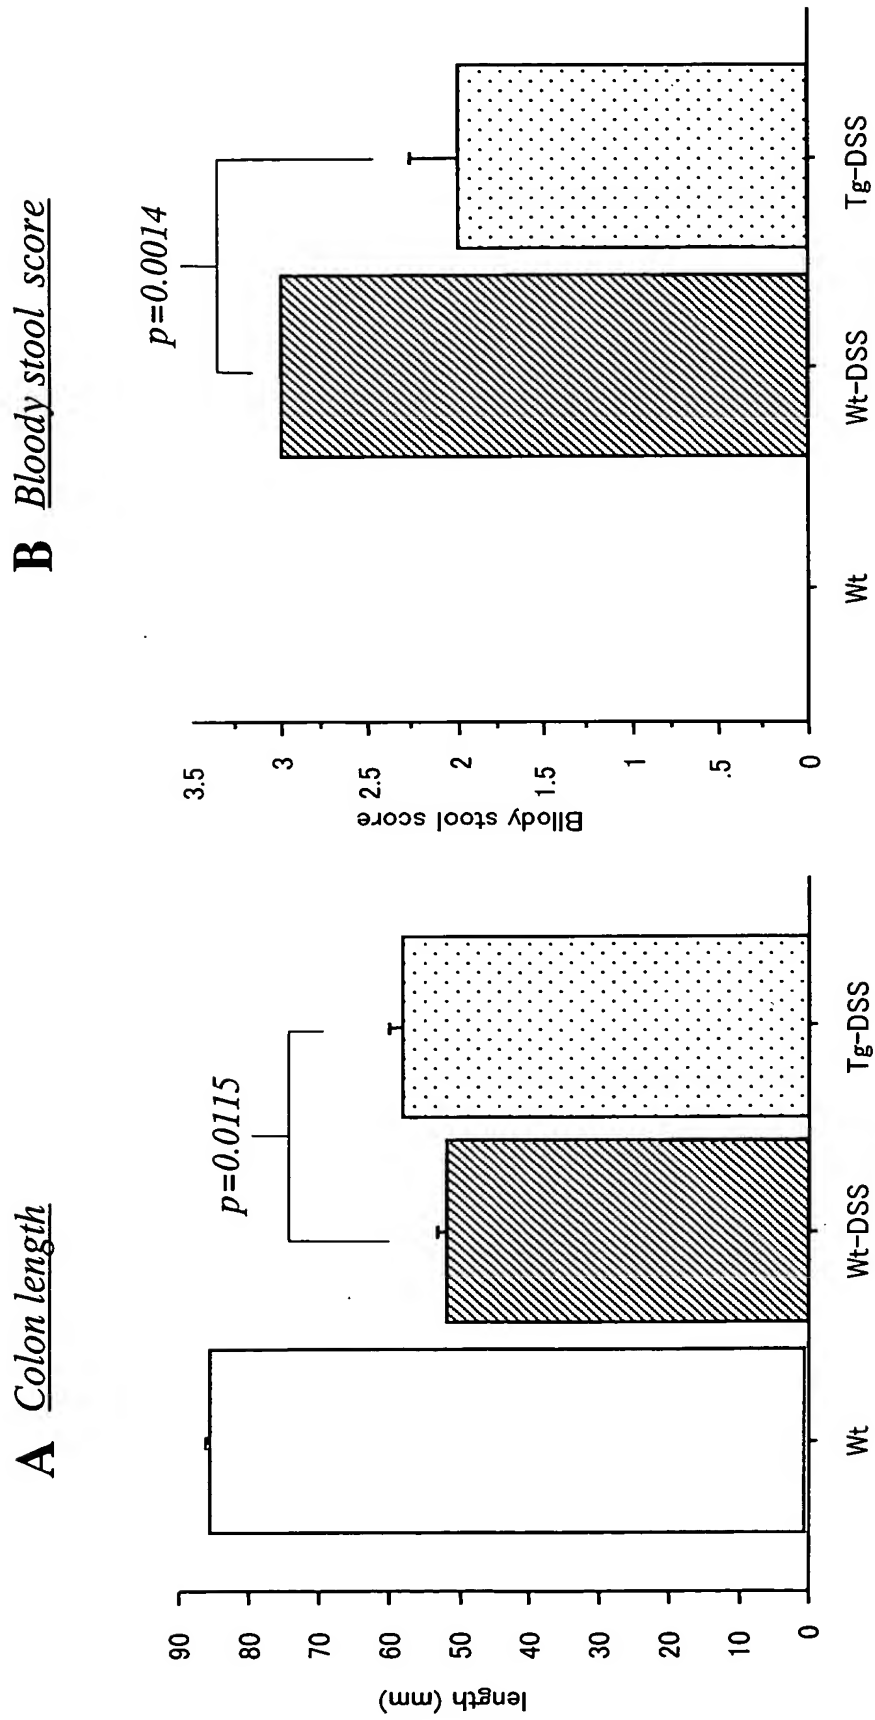 A Colon length
p=0.0115
90
80
70
60
50
40
30
20
10
0
length (mm)
Wt
Wt-DSS
Tg-DSS
B Bloody stool score
p=0.0014
3.5
3
2.5
2
1.5
1
.5
0
Bllody stool score
Wt
Wt-DSS
Tg-DSS